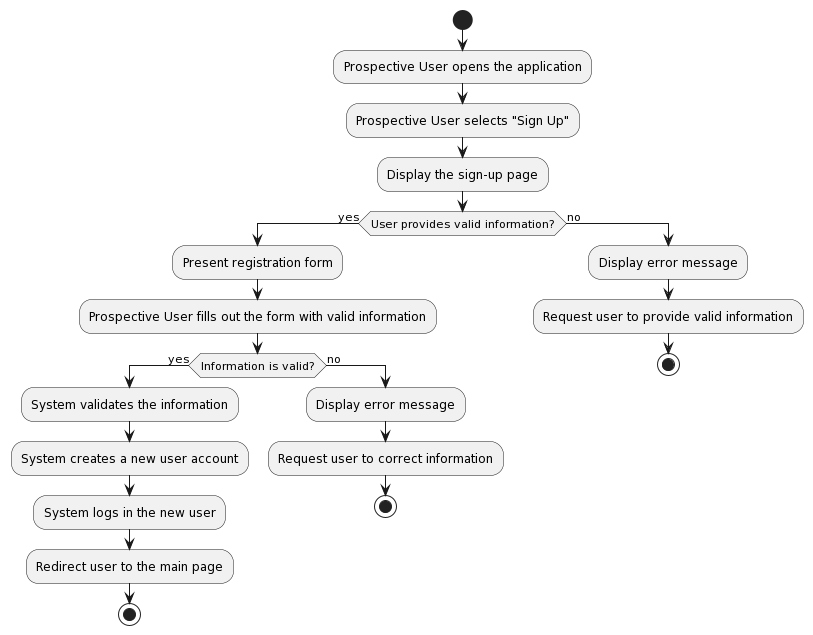 Prospective User opens the application
Prospective User selects "Sign Up"
Display the sign-up page
yes
User provides valid information?
no
Present registration form
Display error message
Prospective User fills out the form with valid information
Request user to provide valid information
yes
Information is valid?
no
System validates the information
Display error message
System creates a new user account
Request user to correct information
System logs in the new user
Redirect user to the main page